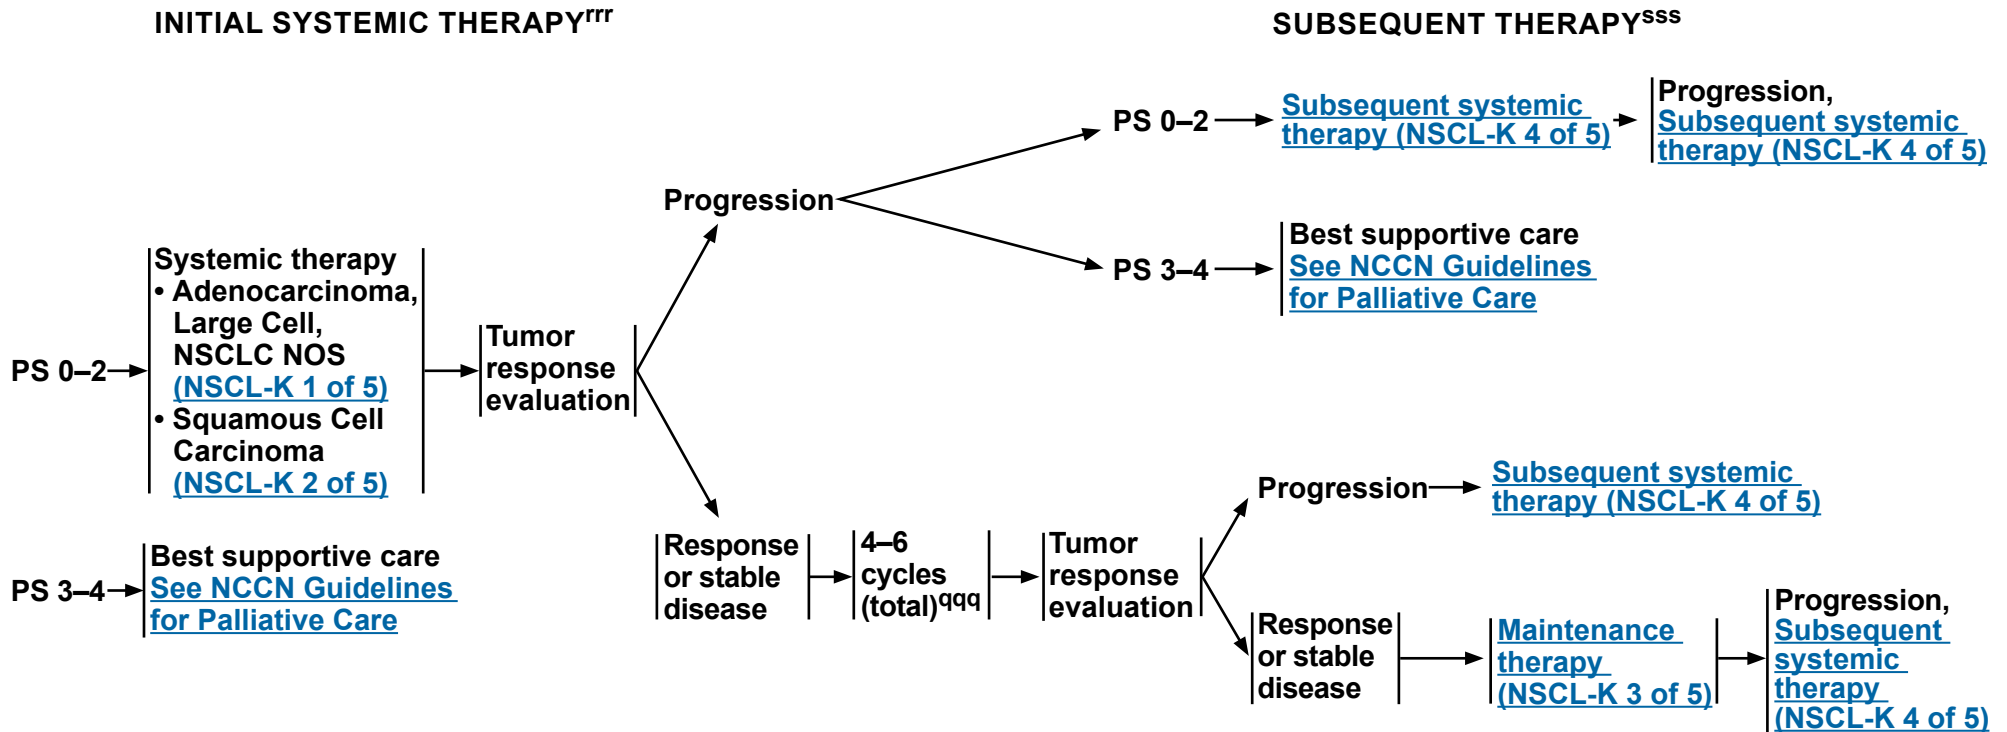 INITIAL SYSTEMIC THERAPYrrr
SUBSEQUENT THERAPYsss
PS 0–2
Systemic therapy
• Adenocarcinoma,
Large Cell,
NSCLC NOS
(NSCL-K 1 of 5)
• Squamous Cell
Carcinoma
(NSCL-K 2 of 5)
PS 3–4
Best supportive care
See NCCN Guidelines
for Palliative Care
Tumor
response
evaluation
Progression
PS 0–2
Subsequent systemic
therapy (NSCL-K 4 of 5)
Progression,
Subsequent systemic
therapy (NSCL-K 4 of 5)
PS 3–4
Best supportive care
See NCCN Guidelines
for Palliative Care
Response
or stable
disease
4–6
cycles
(total)qqq
Tumor
response
evaluation
Progression
Subsequent systemic
therapy (NSCL-K 4 of 5)
Response
or stable
disease
Maintenance
therapy
(NSCL-K 3 of 5)
Progression,
Subsequent
systemic
therapy
(NSCL-K 4 of 5)